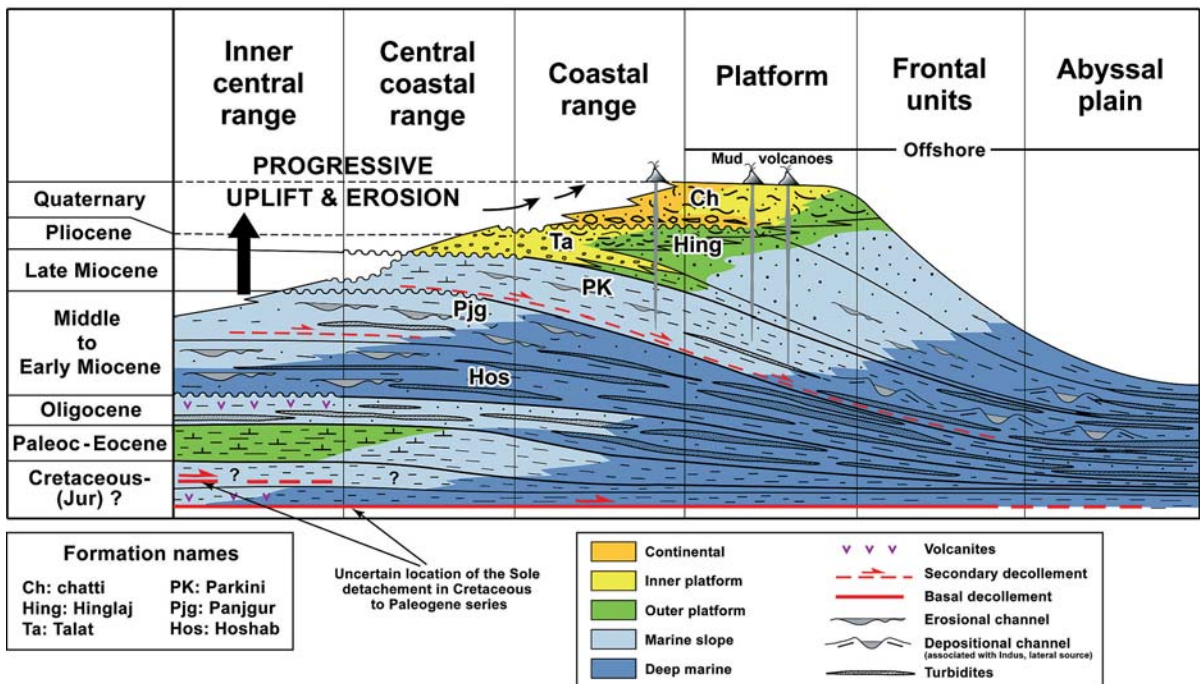 Inner
central
range
Central
coastal
range
Coastal
range
Platform
Frontal
units
Abyssal
plain
Offshore
PROGRESSIVE
UPLIFT & EROSION
Mud volcanoes
Quaternary
Pliocene
Late Miocene
Middle
to
Early Miocene
Oligocene
Paleoc-Eocene
Cretaceous-
(Jur) ?
Ch
Ta
Hing
PK
Pjg
Hos
?
?
Formation names
Ch: chatti
Hing: Hinglaj
Ta: Talat
PK: Parkini
Pjg: Panjgur
Hos: Hoshab
Uncertain location of the Sole
detachement in Cretaceous
to Paleogene series
Continental
Inner platform
Outer platform
Marine slope
Deep marine
Volcanites
Secondary decollement
Basal decollement
Erosional channel
Depositional channel
(associated with Indus, lateral source)
Turbidites